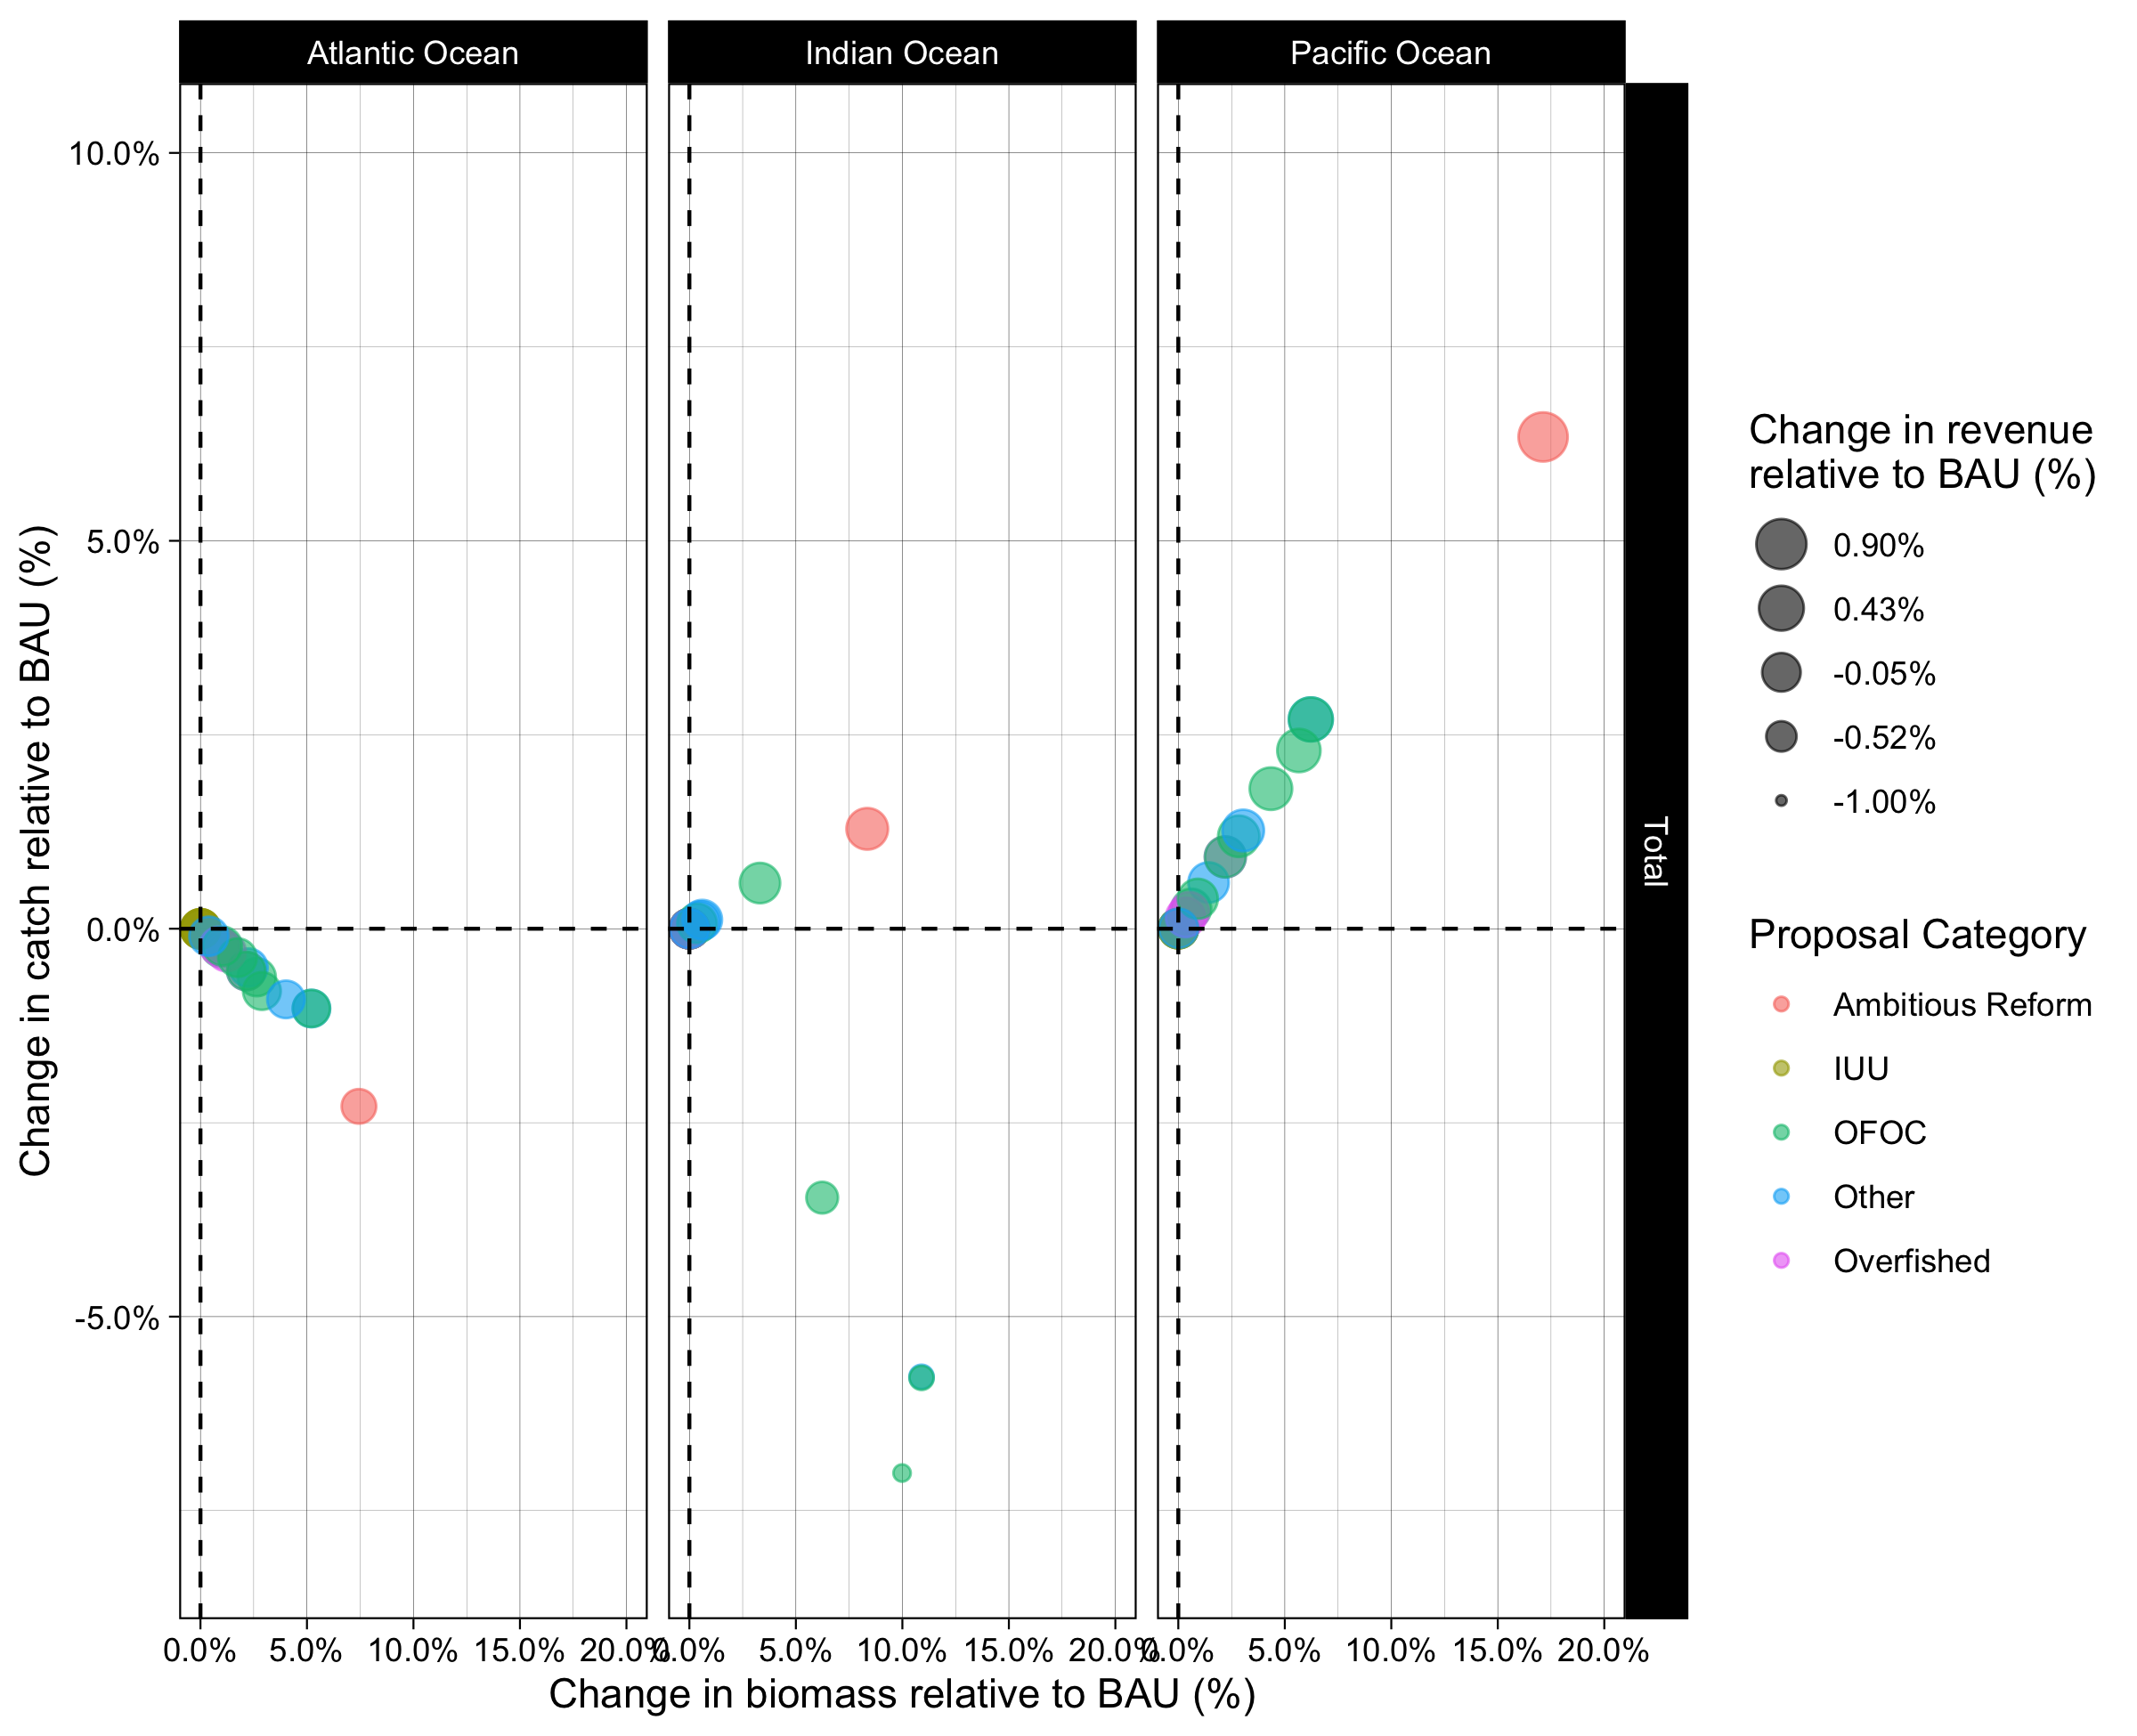 Atlantic Ocean
Indian Ocean
Pacific Ocean
Total
10.0%
5.0%
0.0%
-5.0%
Change in catch relative to BAU (%)
0.0% 5.0% 10.0% 15.0% 20.0%
0.0% 5.0% 10.0% 15.0% 20.0%
0.0% 5.0% 10.0% 15.0% 20.0%
Change in biomass relative to BAU (%)
Change in revenue
relative to BAU (%)
0.90%
0.43%
-0.05%
-0.52%
-1.00%
Proposal Category
Ambitious Reform
IUU
OFOC
Other
Overfished